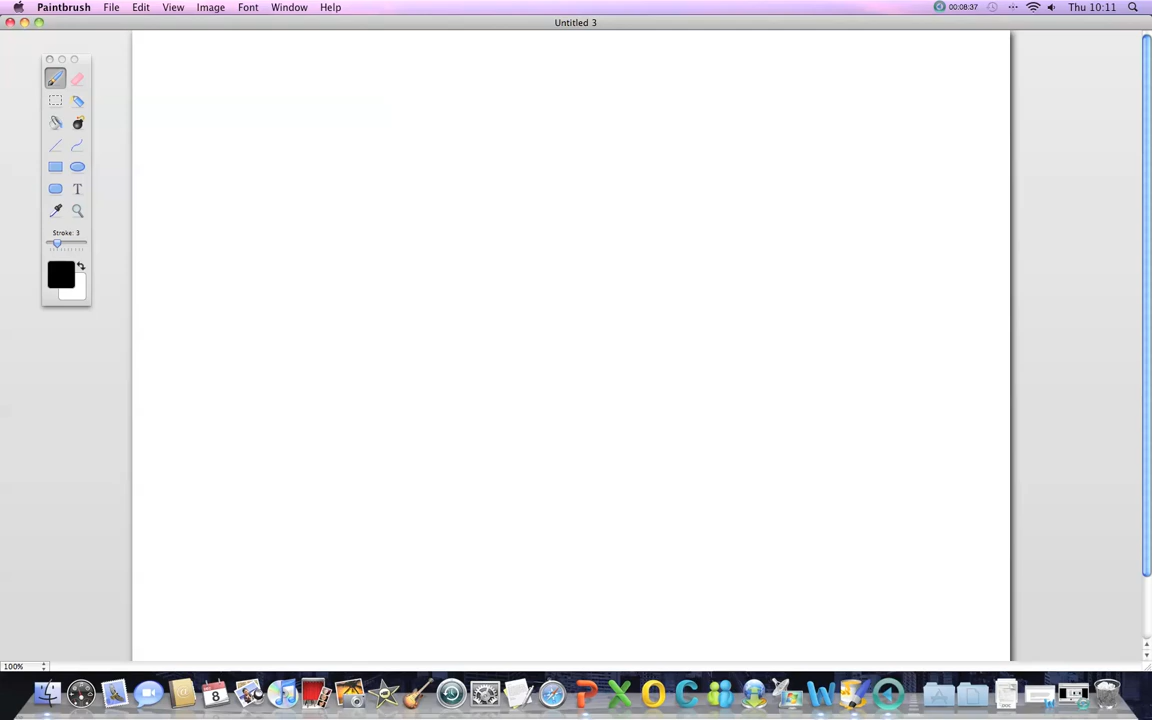 Paintbrush File Edit View Image Font Window Help 00:08:37 Thu 10:11
Untitled 3
T
Stroke: 3
100%
8